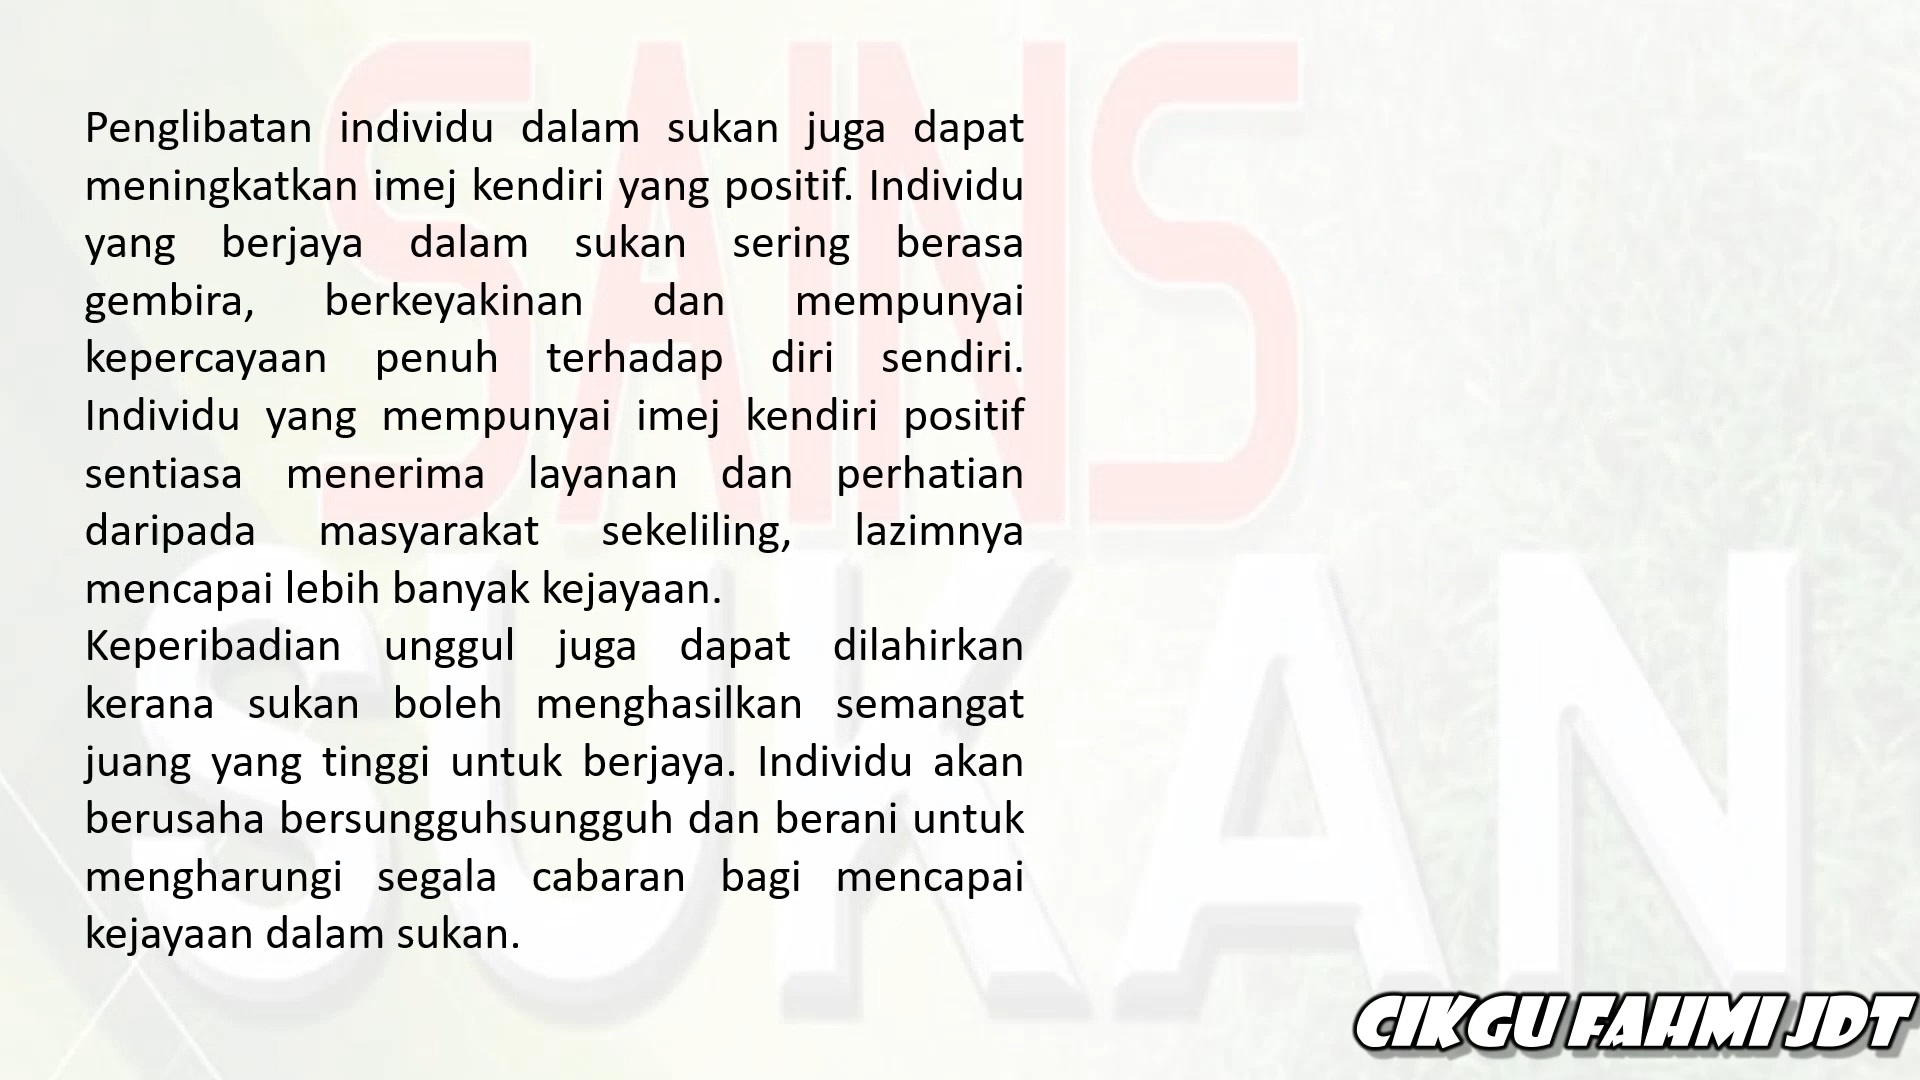 SAINS
SUKAN
Penglibatan individu dalam sukan juga dapat
meningkatkan imej kendiri yang positif. Individu
yang berjaya dalam sukan sering berasa
gembira, berkeyakinan dan mempunyai
kepercayaan penuh terhadap diri sendiri.
Individu yang mempunyai imej kendiri positif
sentiasa menerima layanan dan perhatian
daripada masyarakat sekeliling, lazimnya
mencapai lebih banyak kejayaan.
Keperibadian unggul juga dapat dilahirkan
kerana sukan boleh menghasilkan semangat
juang yang tinggi untuk berjaya. Individu akan
berusaha bersungguhsungguh dan berani untuk
mengharungi segala cabaran bagi mencapai
kejayaan dalam sukan.
CIKGU FAHMI JDT